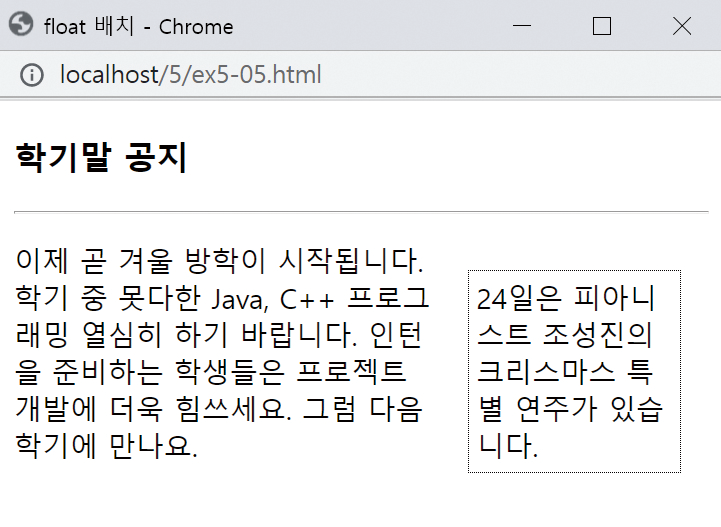 float 배치 - Chrome
localhost/5/ex5-05.html
학기말 공지
이제 곧 겨울 방학이 시작됩니다.
학기 중 못다한 Java, C++ 프로그
래밍 열심히 하기 바랍니다. 인턴
을 준비하는 학생들은 프로젝트
개발에 더욱 힘쓰세요. 그럼 다음
학기에 만나요.
24일은 피아니
스트 조성진의
크리스마스 특
별 연주가 있습
니다.